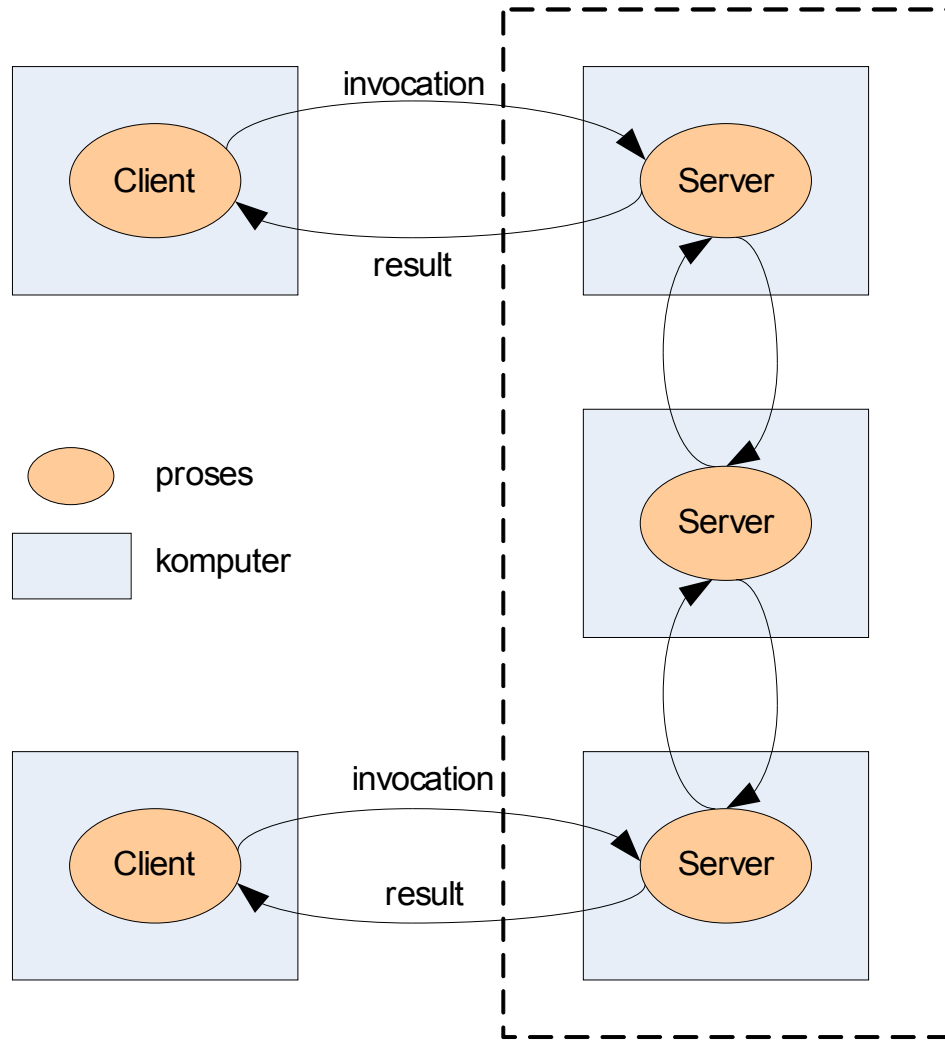 invocation
Client
Server
result
proses
Server
komputer
invocation
Client
Server
result